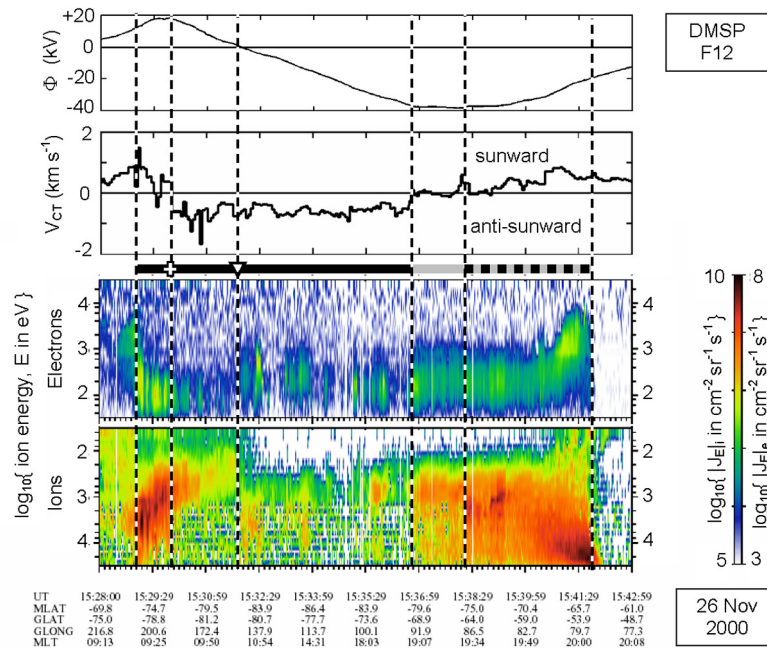 +20
0
-20
-40
Φ (kV)
DMSP
F12
2
0
-2
V_CT (km s⁻¹)
sunward
anti-sunward
4
3
2
Electrons
2
3
4
Ions
log₁₀{ ion energy, E in eV }
10
8
5
3
log₁₀{ |J_E|i in cm⁻² sr⁻¹ s⁻¹ }
log₁₀{ |J_E|e in cm⁻² sr⁻¹ s⁻¹ }
UT 15:28:00 15:29:29 15:30:59 15:32:29 15:33:59 15:35:29 15:36:59 15:38:29 15:39:59 15:41:29 15:42:59
MLAT -69.8 -74.7 -79.5 -83.9 -86.4 -83.9 -79.6 -75.0 -70.4 -65.7 -61.0
GLAT -75.0 -78.8 -81.2 -80.7 -77.7 -73.6 -68.9 -64.0 -59.0 -53.9 -48.7
GLONG 216.8 200.6 172.4 137.9 113.7 100.1 91.9 86.5 82.7 79.7 77.3
MLT 09:13 09:25 09:50 10:54 14:31 18:03 19:07 19:34 19:49 20:00 20:08
26 Nov
2000